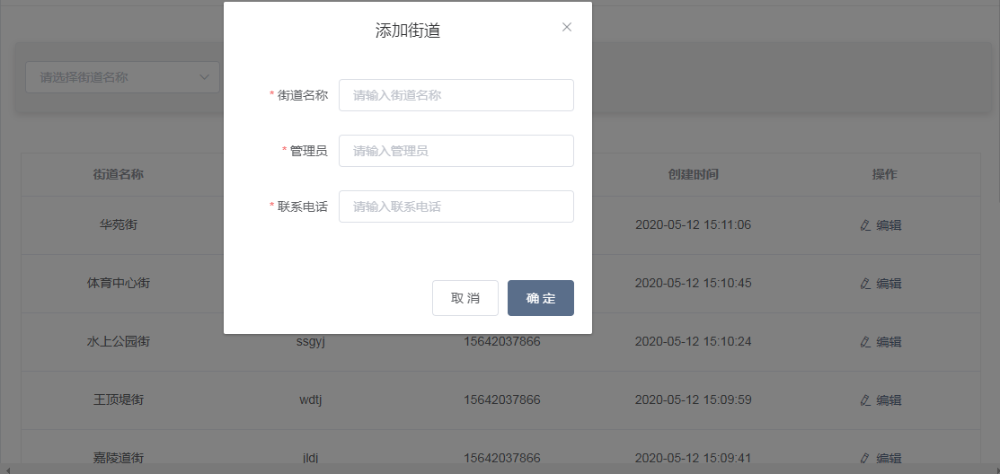 添加街道
请选择街道名称
* 街道名称 请输入街道名称
* 管理员 请输入管理员
* 联系电话 请输入联系电话
取 消 确 定
街道名称 创建时间 操作
华苑街 2020-05-12 15:11:06 编辑
体育中心街 2020-05-12 15:10:45 编辑
水上公园街 ssgyj 15642037866 2020-05-12 15:10:24 编辑
王顶堤街 wdtj 15642037866 2020-05-12 15:09:59 编辑
嘉陵道街 jldj 15642037866 2020-05-12 15:09:41 编辑